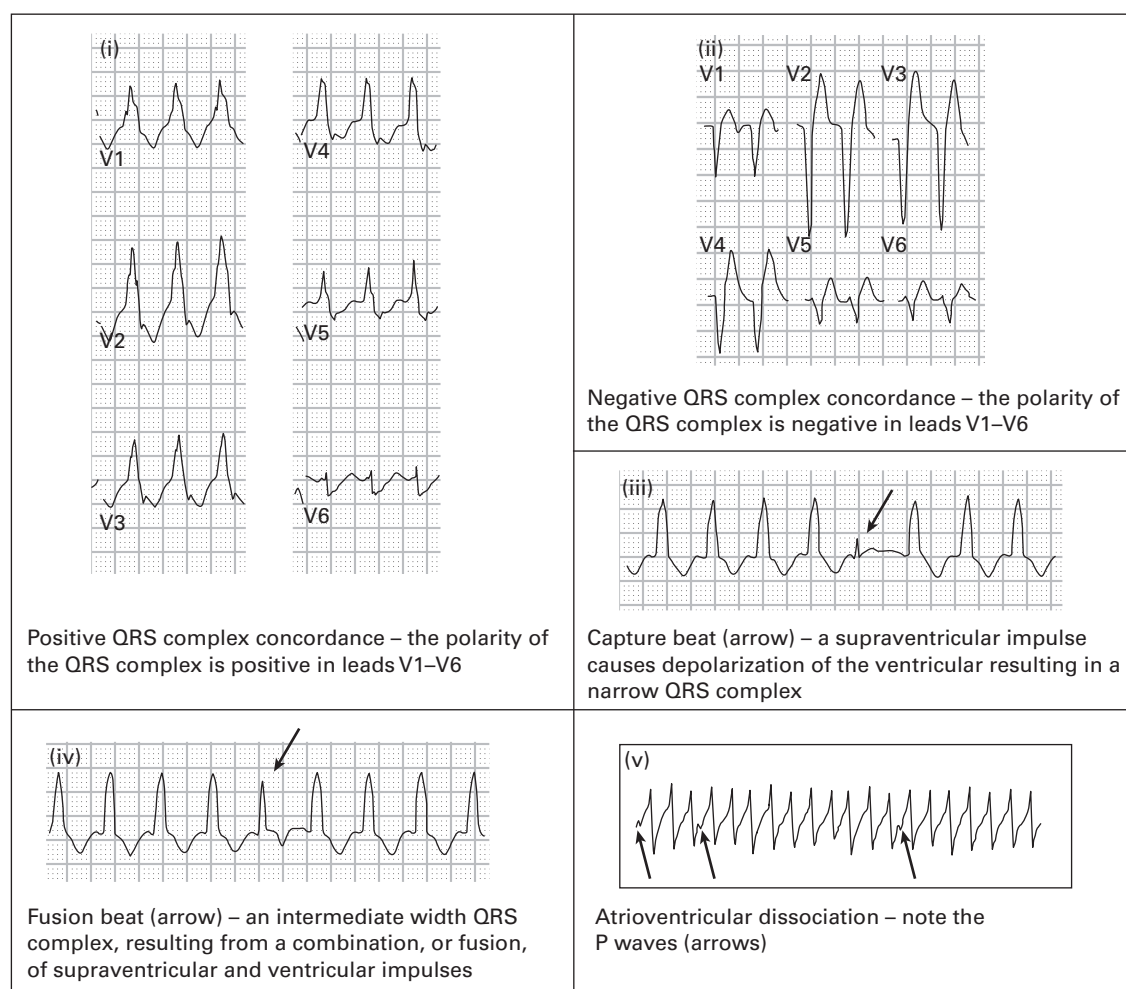 (i)
V1
V4
V2
V5
V3
V6
Positive QRS complex concordance – the polarity of
the QRS complex is positive in leads V1–V6
(ii)
V1 V2 V3
V4 V5 V6
Negative QRS complex concordance – the polarity of
the QRS complex is negative in leads V1–V6
(iii)
Capture beat (arrow) – a supraventricular impulse
causes depolarization of the ventricular resulting in a
narrow QRS complex
(iv)
Fusion beat (arrow) – an intermediate width QRS
complex, resulting from a combination, or fusion,
of supraventricular and ventricular impulses
(v)
Atrioventricular dissociation – note the
P waves (arrows)